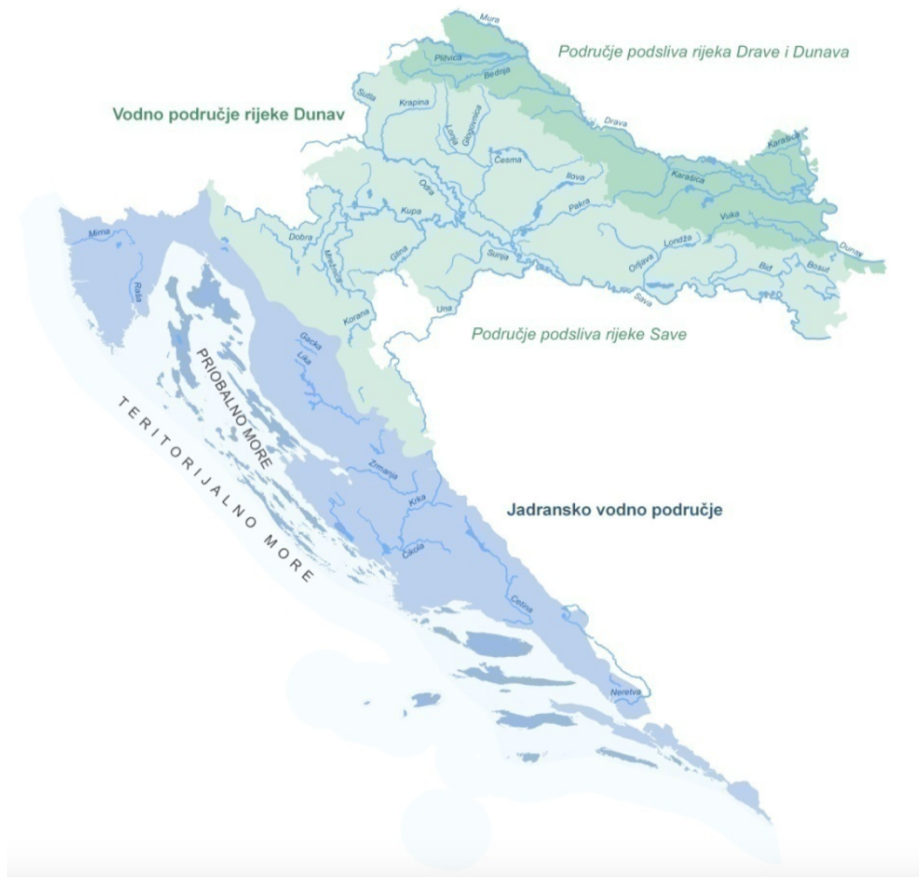 Mura
Područje podsliva rijeka Drave i Dunava
Plitvica
Bednja
Sutla
Krapina
Lonja
Glogovnica
Vodno područje rijeke Dunav
Drava
Karašica
Česma
Ilova
Karašica
Odra
Pakra
Kupa
Vuka
Mirna
Dobra
Mrežnica
Glina
Sunja
Londža
Orljava
Dunav
Bid
Bosut
Raša
Una
Sava
Korana
Područje podsliva rijeke Save
Gacka
Lika
PRIOBALNO MORE
TERITORIJALNO MORE
Zrmanja
Krka
Jadransko vodno područje
Čikola
Cetina
Neretva